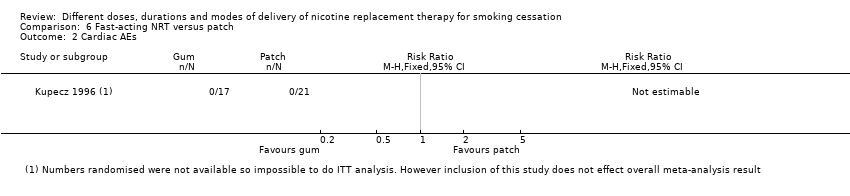 Review: Different doses, durations and modes of delivery of nicotine replacement therapy for smoking cessation
Comparison: 6 Fast-acting NRT versus patch
Outcome: 2 Cardiac AEs
Study or subgroup Gum Patch Risk Ratio Risk Ratio
n/N n/N M-H,Fixed,95% CI M-H,Fixed,95% CI
Kupecz 1996 (1) 0/17 0/21 Not estimable
0.2 0.5 1 2 5
Favours gum Favours patch
(1) Numbers randomised were not available so impossible to do ITT analysis. However inclusion of this study does not effect overall meta-analysis result